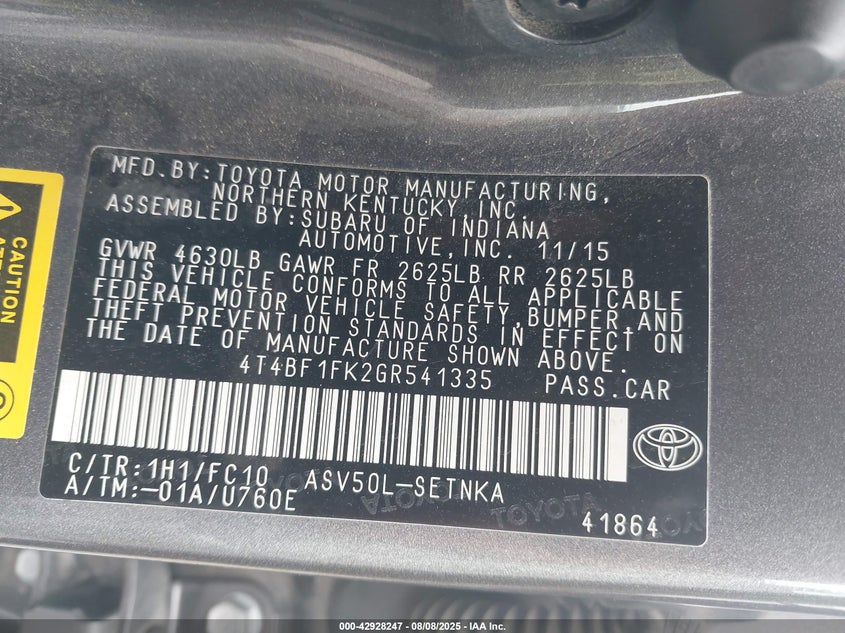 MFD.BY:TOYOTA MOTOR MANUFACTURING,
NORTHERN KENTUCKY,INC.
ASSEMBLED BY:SUBARU OF INDIANA
AUTOMOTIVE,INC. 11/15
GVWR 4630LB GAWR FR 2625LB RR 2625LB
THIS VEHICLE CONFORMS TO ALL APPLICABLE
FEDERAL MOTOR VEHICLE SAFETY,BUMPER,AND
THEFT PREVENTION STANDARDS IN EFFECT ON
THE DATE OF MANUFACTURE SHOWN ABOVE.
4T4BF1FK2GR541335 PASS.CAR
C/TR:1H1/FC10 ASV50L-SETNKA
A/TM:-01A/U760E
TOYOTA
TOYOTA
41864
CAUTION
000-42928247 - 08/08/2025 - IAA Inc.